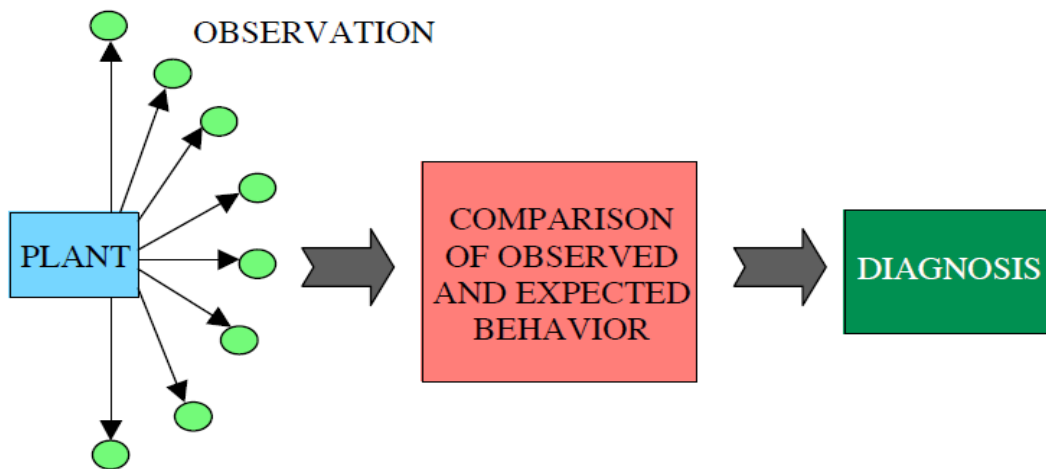 OBSERVATION
PLANT
COMPARISON
OF OBSERVED
AND EXPECTED
BEHAVIOR
DIAGNOSIS